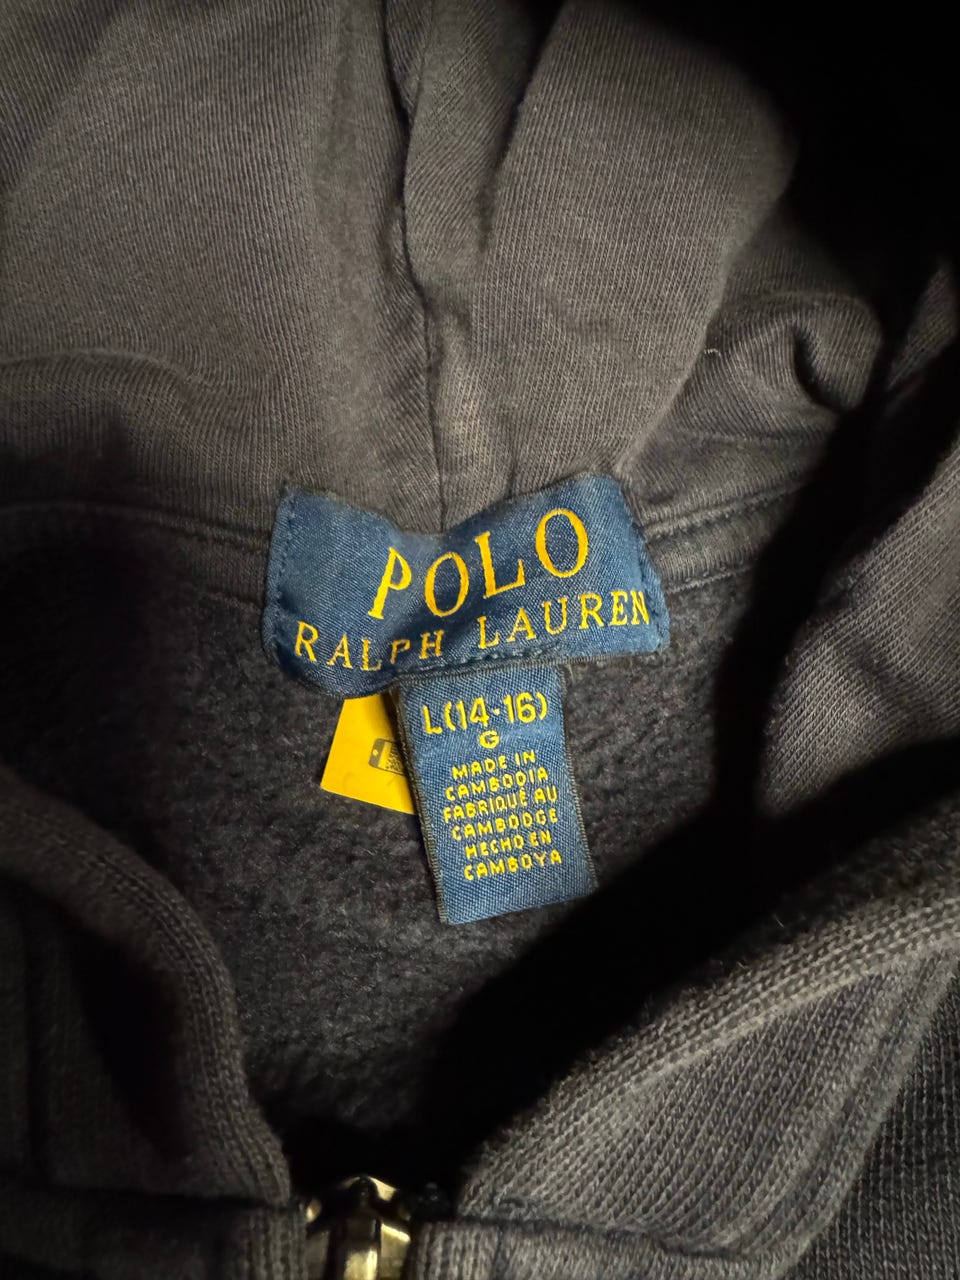 POLO
RALPH LAUREN
L(14-16)
G
MADE IN
CAMBODIA
FABRIQUÉ AU
CAMBODGE
HECHO EN
CAMBOYA